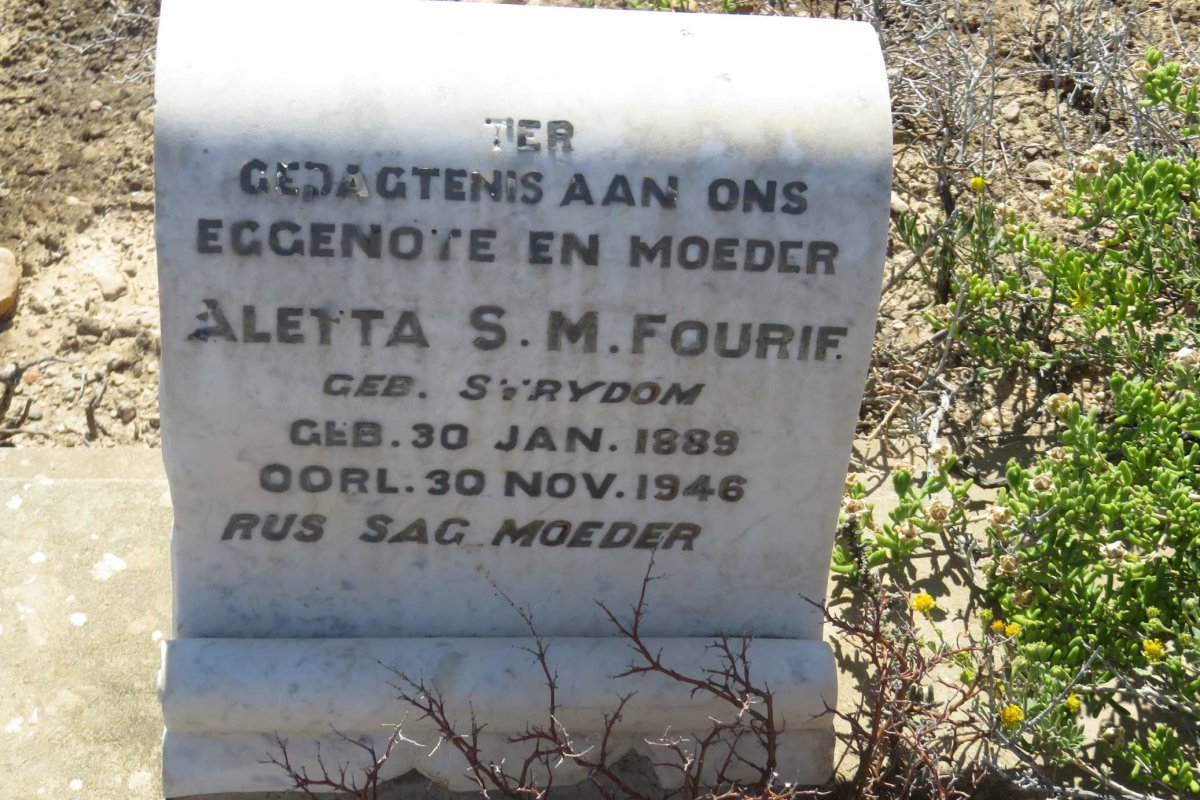 TER
GEDAGTENIS AAN ONS
EGGENOTE EN MOEDER
ALETTA S. M. FOURIE
GEB. STRYDOM
GEB. 30 JAN. 1889
OORL. 30 NOV. 1946
RUS SAG MOEDER